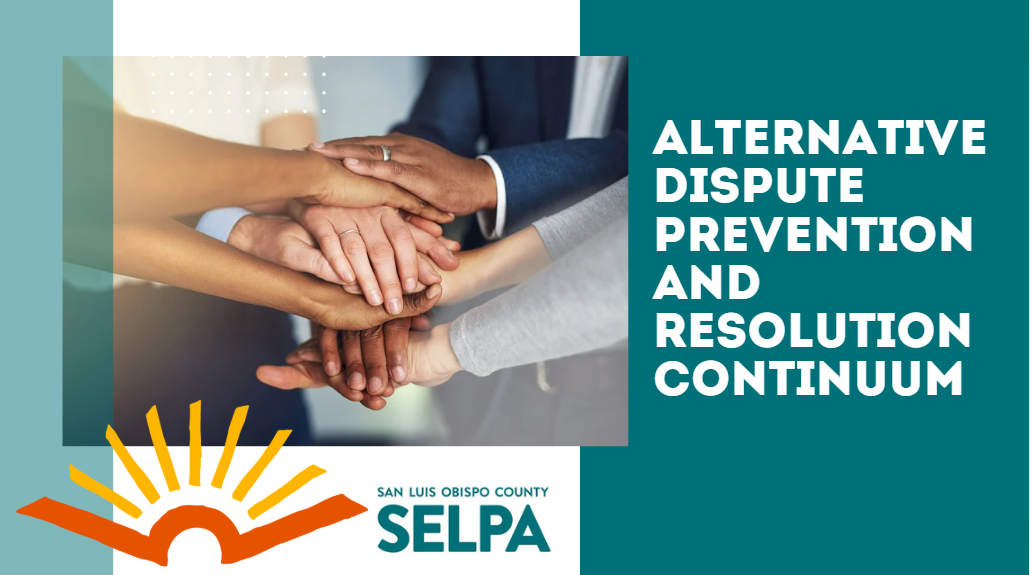 ALTERNATIVE
DISPUTE
PREVENTION
AND
RESOLUTION
CONTINUUM
SAN LUIS OBISPO COUNTY
SELPA